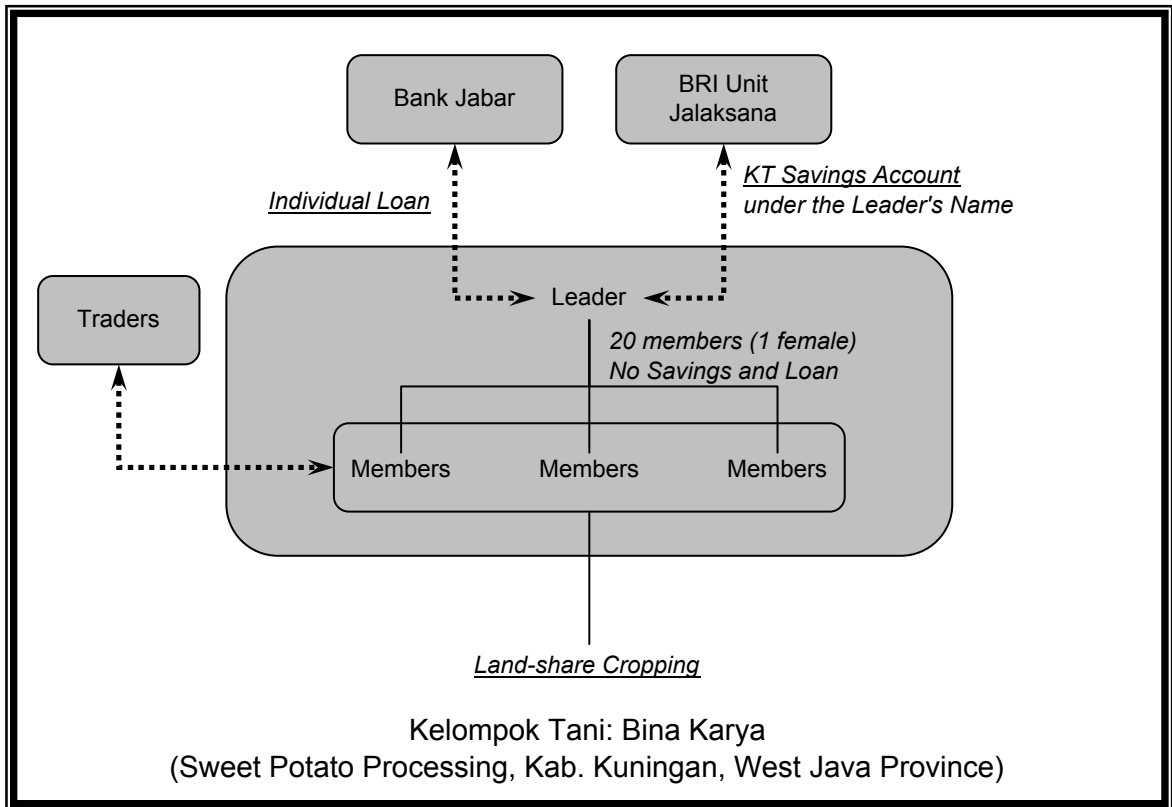 Bank Jabar
BRI Unit
Jalaksana
Individual Loan
KT Savings Account
under the Leader's Name
Traders
Leader
20 members (1 female)
No Savings and Loan
Members
Members
Members
Land-share Cropping
Kelompok Tani: Bina Karya
(Sweet Potato Processing, Kab. Kuningan, West Java Province)